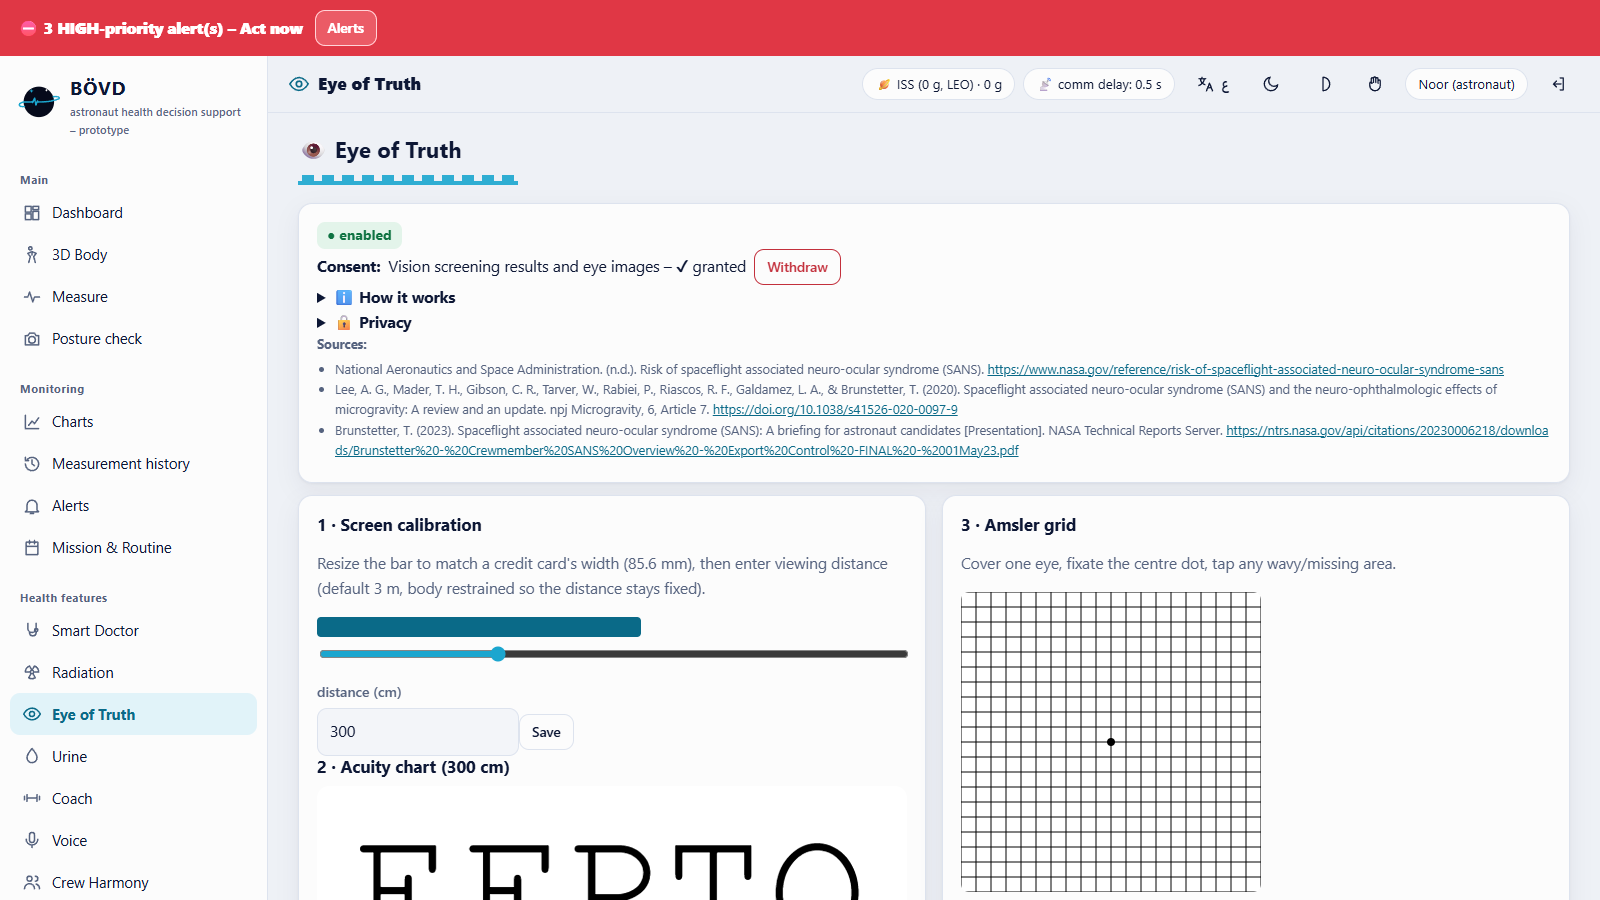 3 HIGH-priority alert(s) – Act now
Alerts
BÖVD
astronaut health decision support
– prototype
Main
Dashboard
3D Body
Measure
Posture check
Monitoring
Charts
Measurement history
Alerts
Mission & Routine
Health features
Smart Doctor
Radiation
Eye of Truth
Urine
Coach
Voice
Crew Harmony
Eye of Truth
ISS (0 g, LEO) · 0 g
comm delay: 0.5 s
ع
Noor (astronaut)
Eye of Truth
● enabled
Consent: Vision screening results and eye images – ✓ granted
Withdraw
How it works
Privacy
Sources:
National Aeronautics and Space Administration. (n.d.). Risk of spaceflight associated neuro-ocular syndrome (SANS). https://www.nasa.gov/reference/risk-of-spaceflight-associated-neuro-ocular-syndrome-sans
Lee, A. G., Mader, T. H., Gibson, C. R., Tarver, W., Rabiei, P., Riascos, R. F., Galdamez, L. A., & Brunstetter, T. (2020). Spaceflight associated neuro-ocular syndrome (SANS) and the neuro-ophthalmologic effects of
microgravity: A review and an update. npj Microgravity, 6, Article 7. https://doi.org/10.1038/s41526-020-0097-9
Brunstetter, T. (2023). Spaceflight associated neuro-ocular syndrome (SANS): A briefing for astronaut candidates [Presentation]. NASA Technical Reports Server. https://ntrs.nasa.gov/api/citations/20230006218/downloa
ds/Brunstetter%20-%20Crewmember%20SANS%20Overview%20-%20Export%20Control%20-FINAL%20-%2001May23.pdf
1 · Screen calibration
Resize the bar to match a credit card's width (85.6 mm), then enter viewing distance
(default 3 m, body restrained so the distance stays fixed).
distance (cm)
300
Save
2 · Acuity chart (300 cm)
3 · Amsler grid
Cover one eye, fixate the centre dot, tap any wavy/missing area.